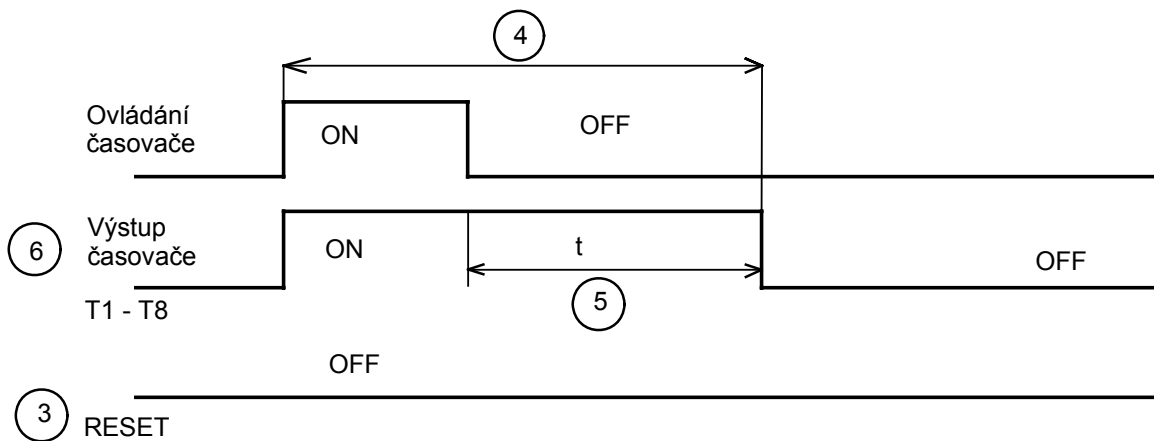 4
Ovládání
časovače
ON
OFF
6
Výstup
časovače
ON
t
OFF
5
T1 - T8
OFF
3
RESET